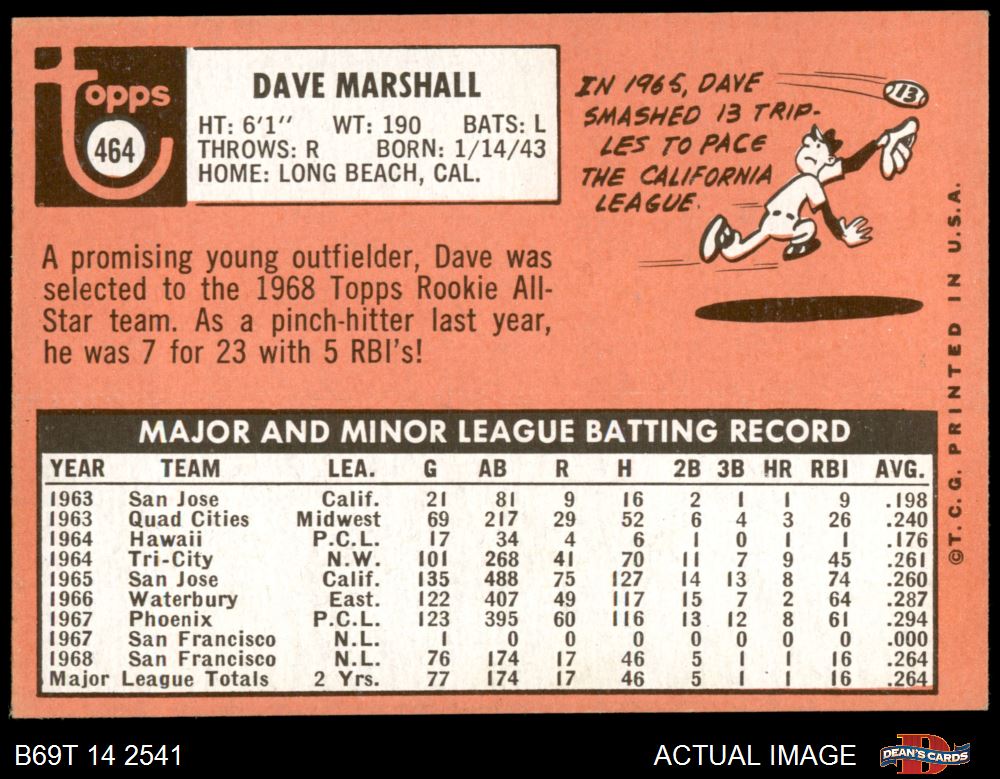 Topps
464
DAVE MARSHALL
HT: 6'1" WT: 190 BATS: L
THROWS: R BORN: 1/14/43
HOME: LONG BEACH, CAL.
IN 1965, DAVE
SMASHED 13 TRIP-
LES TO PACE
THE CALIFORNIA
LEAGUE.
13
A promising young outfielder, Dave was
selected to the 1968 Topps Rookie All-
Star team. As a pinch-hitter last year,
he was 7 for 23 with 5 RBI's!
MAJOR AND MINOR LEAGUE BATTING RECORD
YEAR TEAM LEA. G AB R H 2B 3B HR RBI AVG.
1963 San Jose Calif. 21 81 9 16 2 1 1 9 .198
1963 Quad Cities Midwest 69 217 29 52 6 4 3 26 .240
1964 Hawaii P.C.L. 17 34 4 6 1 0 1 1 .176
1964 Tri-City N.W. 101 268 41 70 11 7 9 45 .261
1965 San Jose Calif. 135 488 75 127 14 13 8 74 .260
1966 Waterbury East. 122 407 49 117 15 7 2 64 .287
1967 Phoenix P.C.L. 123 395 60 116 13 12 8 61 .294
1967 San Francisco N.L. 1 0 0 0 0 0 0 0 .000
1968 San Francisco N.L. 76 174 17 46 5 1 1 16 .264
Major League Totals 2 Yrs. 77 174 17 46 5 1 1 16 .264
©T.C.G. PRINTED IN U.S.A.
B69T 14 2541
ACTUAL IMAGE
DEAN'S CARDS